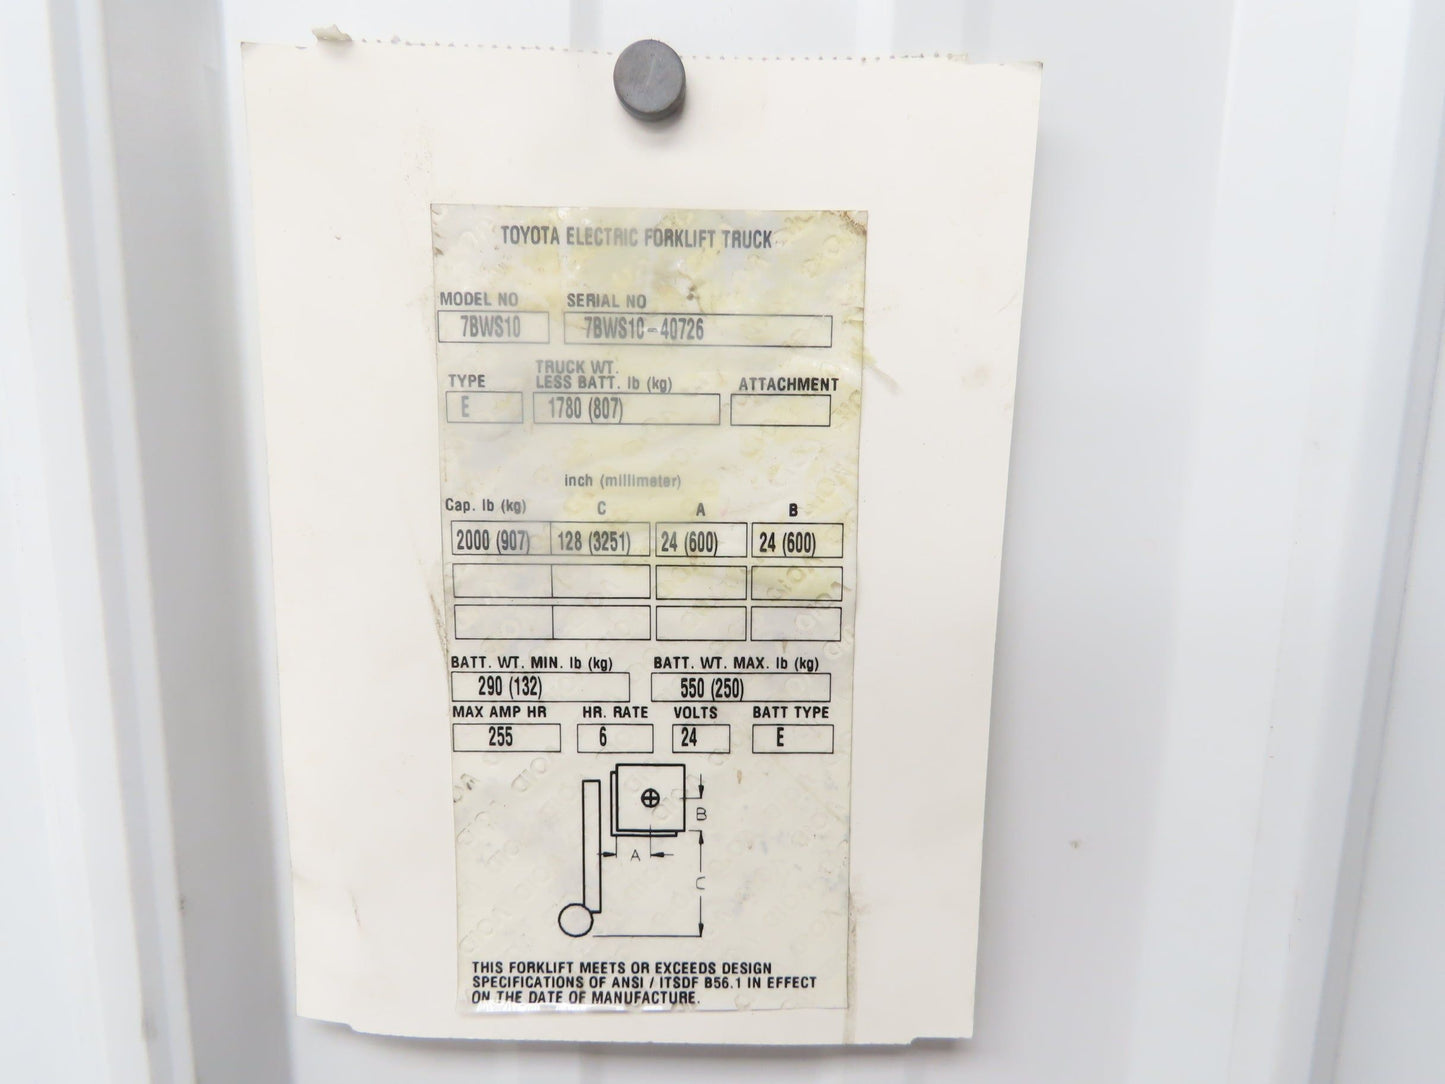 TOYOTA ELECTRIC FORKLIFT TRUCK
MODEL NO SERIAL NO
7BWS10 7BWS10-40726
TYPE TRUCK WT. LESS BATT. lb (kg) ATTACHMENT
E 1780 (807)
inch (millimeter)
Cap. lb (kg) C A B
2000 (907) 128 (3251) 24 (600) 24 (600)
BATT. WT. MIN. lb (kg) BATT. WT. MAX. lb (kg)
290 (132) 550 (250)
MAX AMP HR HR. RATE VOLTS BATT TYPE
255 6 24 E
B
A
C
THIS FORKLIFT MEETS OR EXCEEDS DESIGN
SPECIFICATIONS OF ANSI / ITSDF B56.1 IN EFFECT
ON THE DATE OF MANUFACTURE.